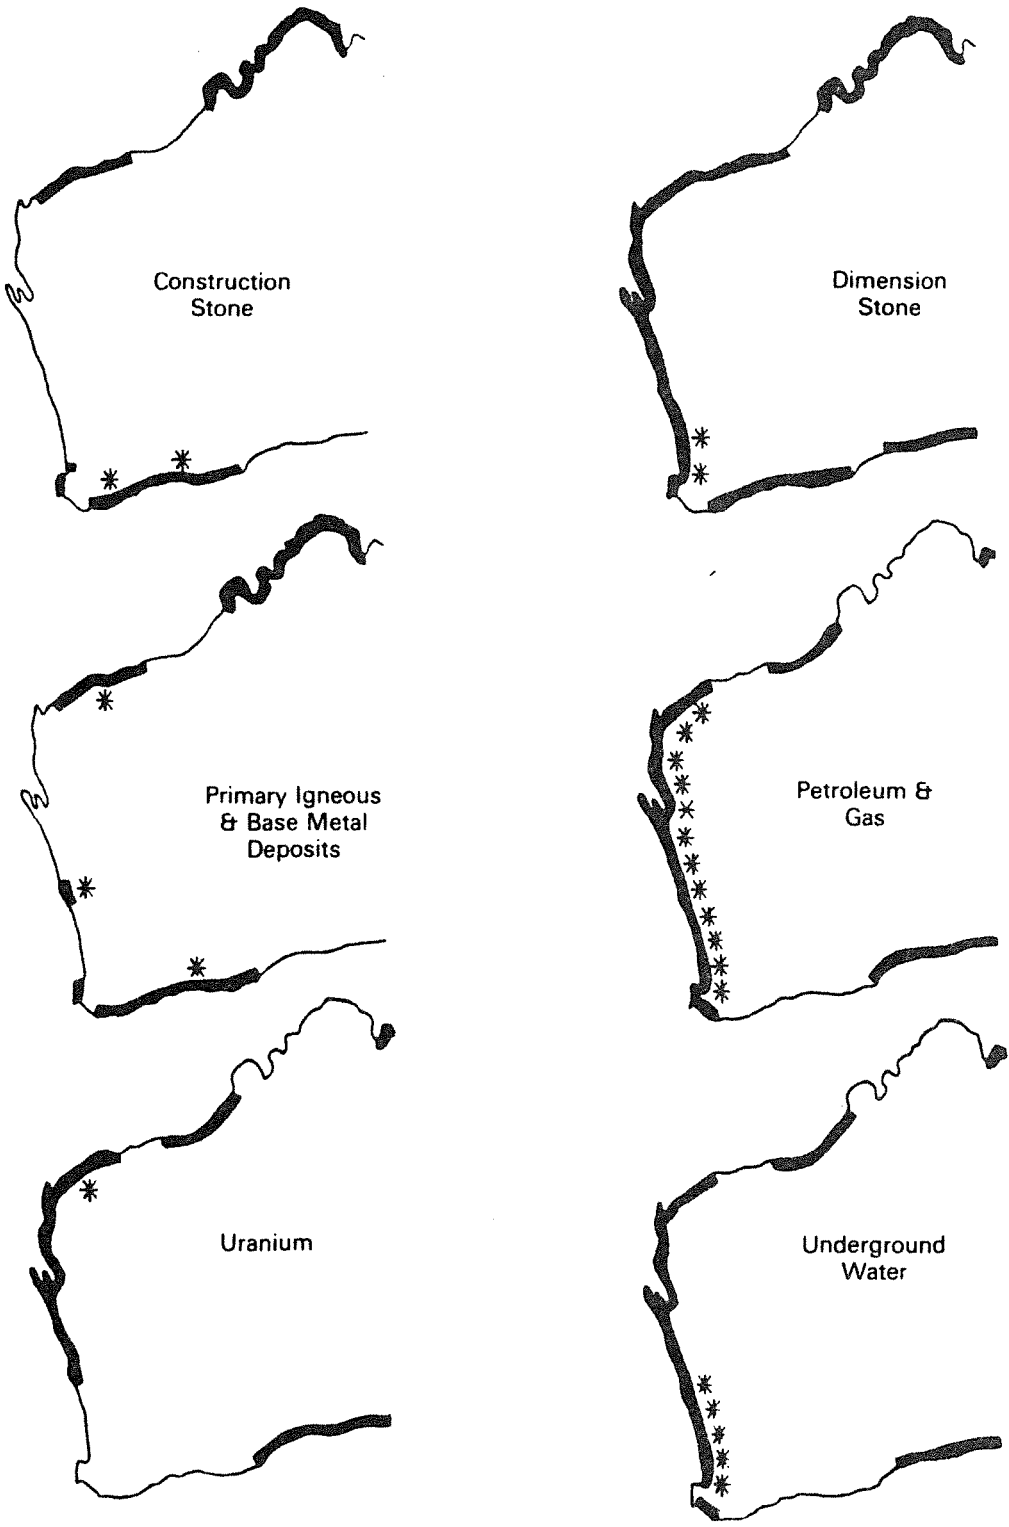 Construction
Stone
Dimension
Stone
Primary Igneous
& Base Metal
Deposits
Petroleum &
Gas
Uranium
Underground
Water